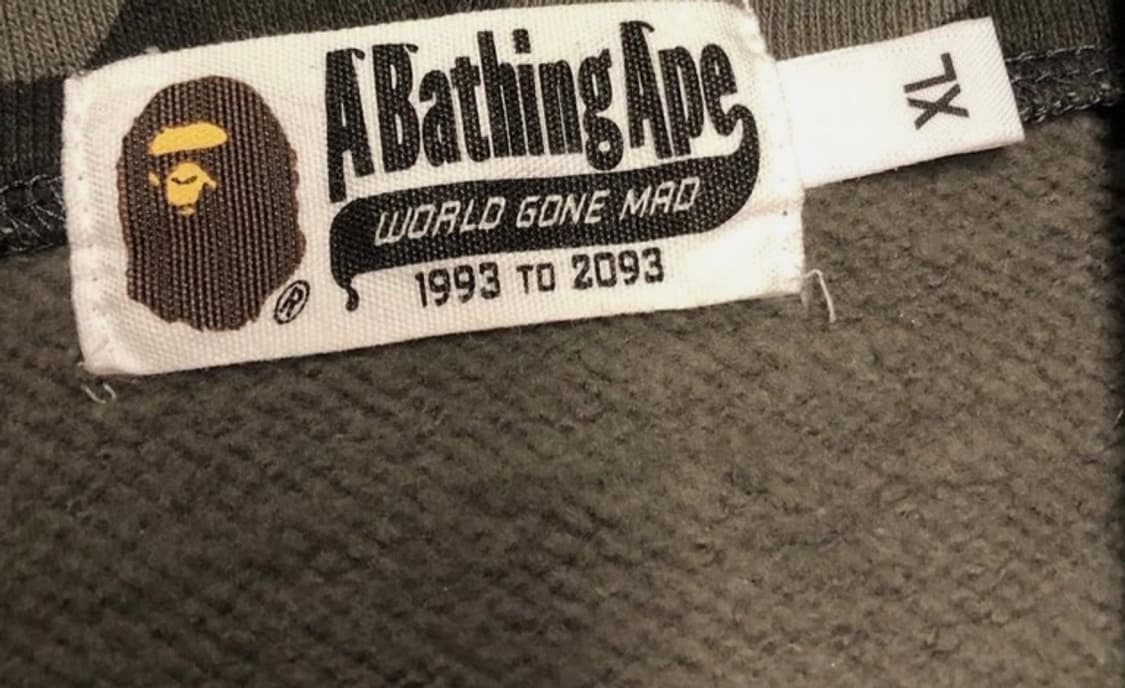 A Bathing Ape
WORLD GONE MAD
1993 TO 2093
®
XL